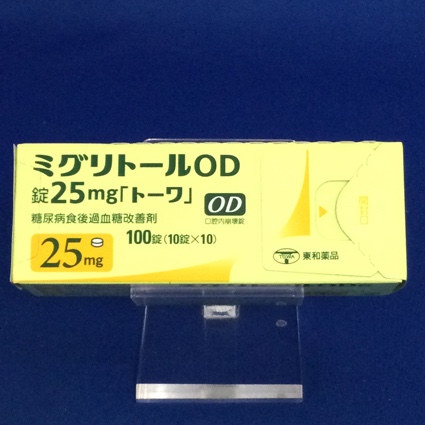 ミグリトールOD
錠25mg「トーワ」
OD
口腔内崩壊錠
糖尿病食後過血糖改善剤
100錠(10錠×10)
25mg
TOWA 東和薬品